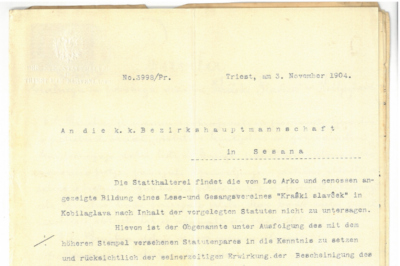 No.3990/Pr. Triest, am 3. November 1904.
An die k.k. Bezirkshauptmannschaft
in Sesana
Die Statthalterei findet die von Leo Arko und genossen an-
gezeigte Bildung eines Lese-und Gesangsvereines "Kraški slavček" in
Kobilaglava nach Inhalt der vorgelegten Statuten nicht zu untersagen.
Hievon ist der Obgenannte unter Ausfolgung des mit dem
höheren Stempel versehenen Statutenpares in die Kenntnis zu setzen
und rücksichtlich der seinerzeitigen Erwirkung der Bescheinigung des